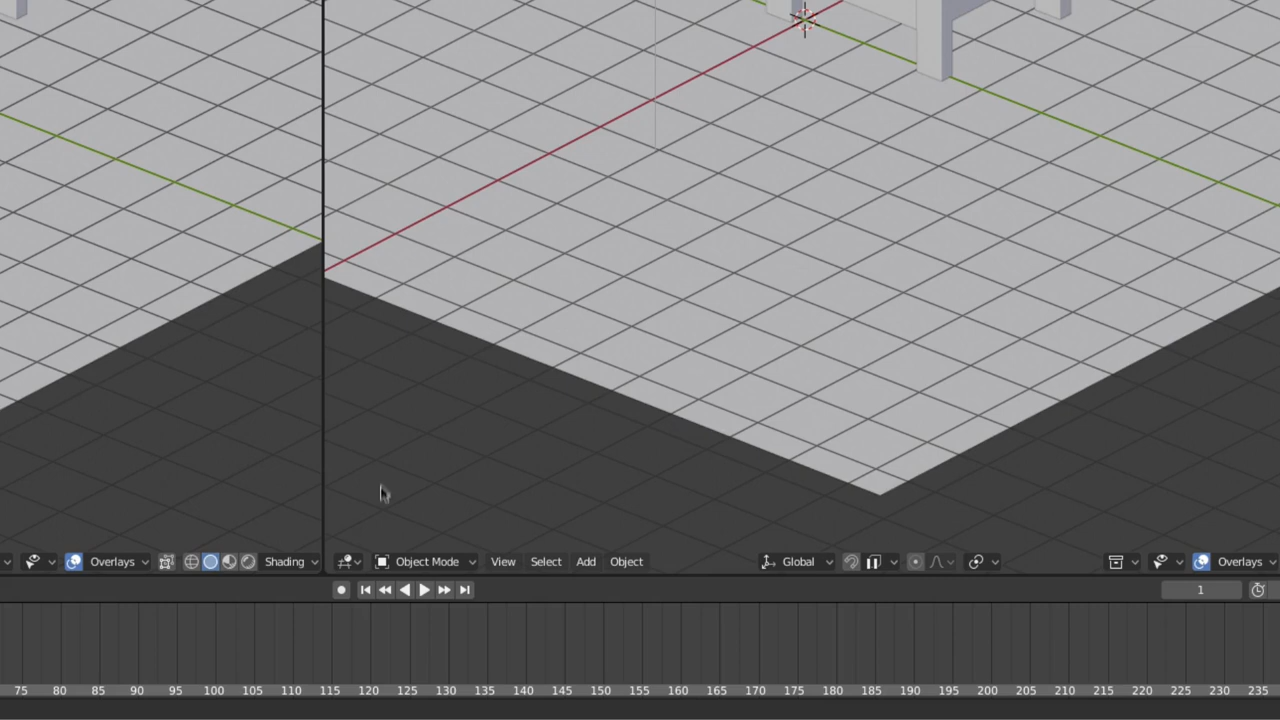 Overlays Shading Object Mode View Select Add Object Global Overlays
1
75 80 85 90 95 100 105 110 115 120 125 130 135 140 145 150 155 160 165 170 175 180 185 190 195 200 205 210 215 220 225 230 235